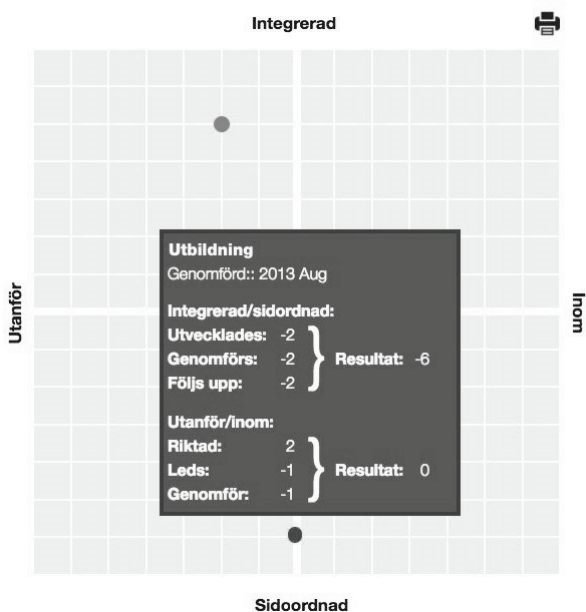 Integrerad
Utanför
Inom
Utbildning
Genomförd:: 2013 Aug
Integrerad/sidordnad:
Utvecklades: -2
Genomförs: -2 Resultat: -6
Följs upp: -2
Utanför/inom:
Riktad: 2
Leds: -1 Resultat: 0
Genomför: -1
Sidoordnad